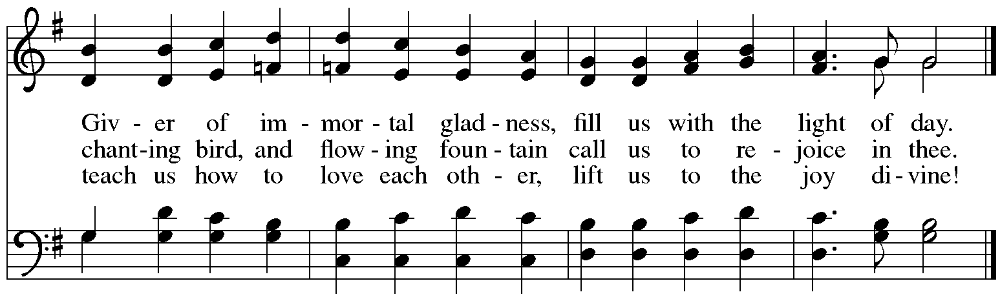 Giv - er of im - mor - tal glad - ness, fill us with the light of day.
chant-ing bird, and flow - ing foun - tain call us to re - joice in thee.
teach us how to love each oth - er, lift us to the joy di - vine!